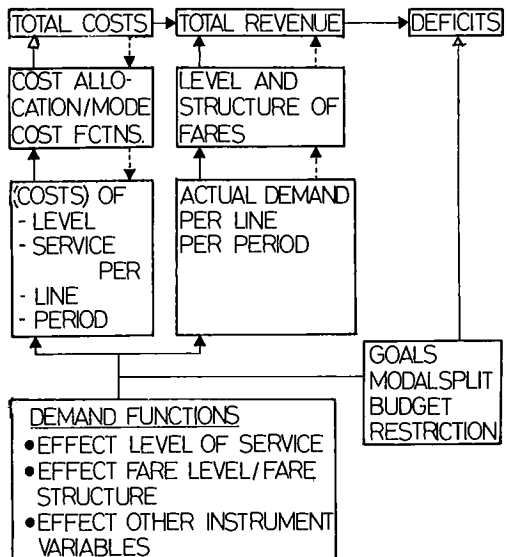 TOTAL COSTS
TOTAL REVENUE
DEFICITS
COST ALLO-
CATION/MODE
COST FCTNS.
LEVEL AND
STRUCTURE OF
FARES
(COSTS) OF
- LEVEL
- SERVICE
PER
- LINE
- PERIOD
ACTUAL DEMAND
PER LINE
PER PERIOD
GOALS
MODALSPLIT
BUDGET
RESTRICTION
DEMAND FUNCTIONS
•EFFECT LEVEL OF SERVICE
•EFFECT FARE LEVEL/FARE
STRUCTURE
•EFFECT OTHER INSTRUMENT
VARIABLES